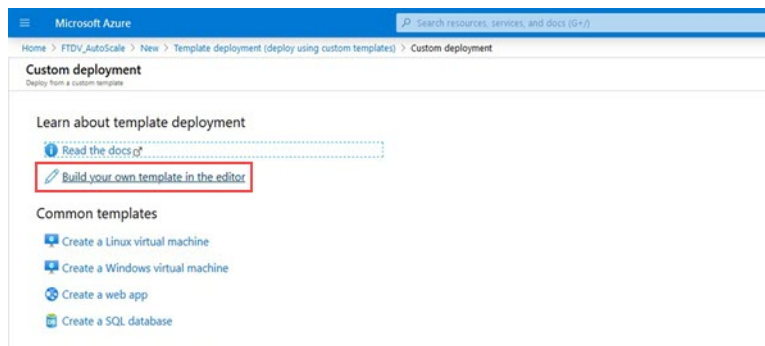 Microsoft Azure
Search resources, services, and docs (G+/)
Home > FTDV_AutoScale > New > Template deployment (deploy using custom templates) > Custom deployment
Custom deployment
Deploy from a custom template
Learn about template deployment
Read the docs
Build your own template in the editor
Common templates
Create a Linux virtual machine
Create a Windows virtual machine
Create a web app
Create a SQL database